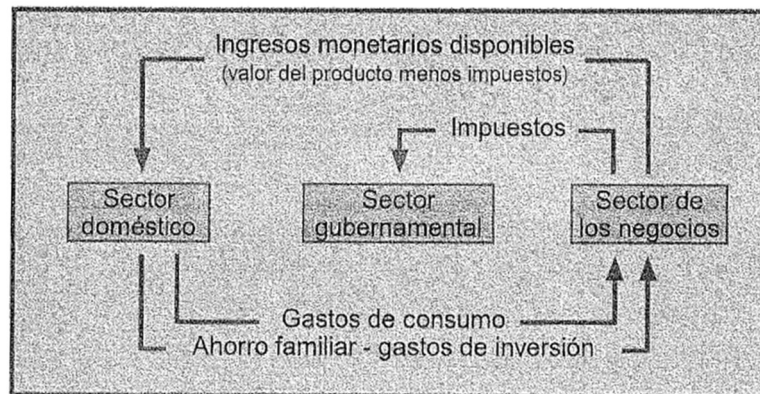 Ingresos monetarios disponibles
(valor del producto menos impuestos)
Impuestos
Sector
doméstico
Sector
gubernamental
Sector de
los negocios
Gastos de consumo
Ahorro familiar - gastos de inversión